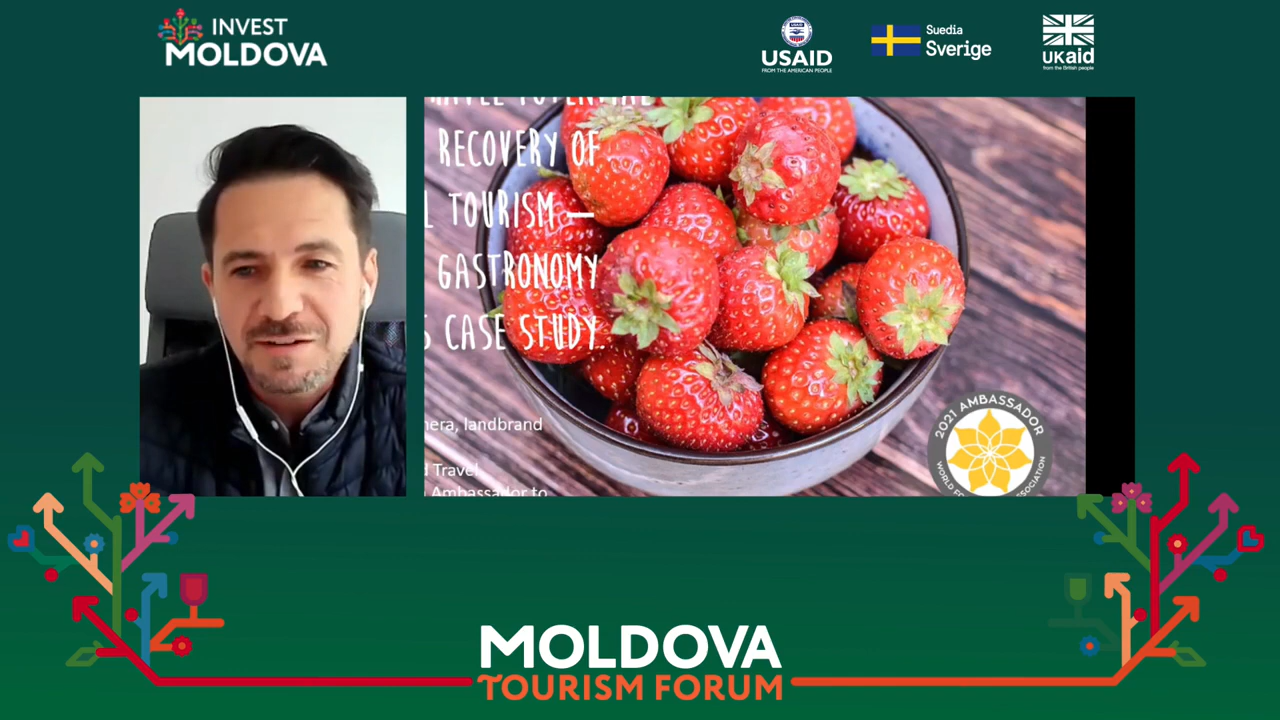 INVEST
MOLDOVA
USAID
FROM THE AMERICAN PEOPLE
Suedia
Sverige
UKaid
from the British people
RECOVERY OF
TOURISM –
GASTRONOMY
CASE STUDY.
landbrand
Travel
Ambassador to
2021 AMBASSADOR
WORLD
MOLDOVA
TOURISM FORUM